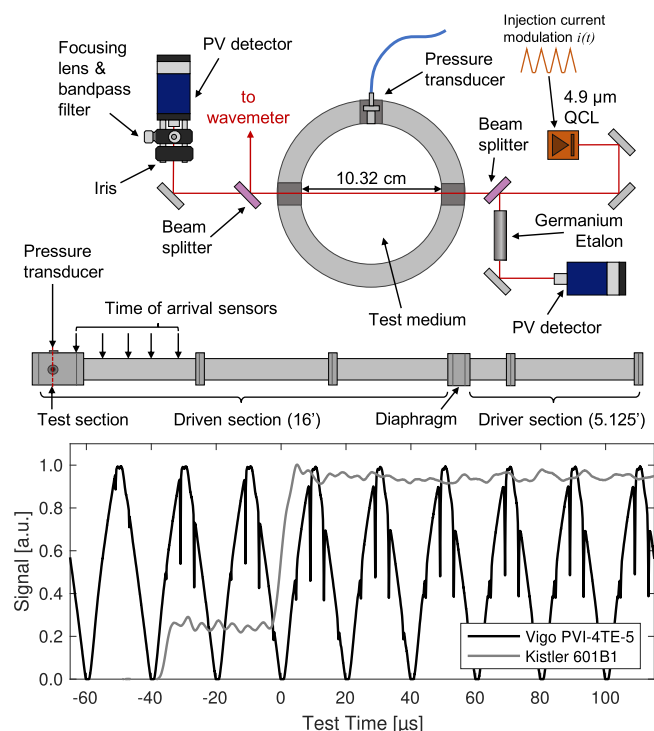 Injection current
modulation i(t)
Focusing
lens &
bandpass
filter
PV detector
Pressure
transducer
to
wavemeter
4.9 µm
QCL
Beam
splitter
10.32 cm
Iris
Beam
splitter
Germanium
Etalon
Pressure
transducer
Time of arrival sensors
Test medium
PV detector
Test section
Driven section (16')
Diaphragm
Driver section (5.125')
1.0
0.8
0.6
0.4
0.2
0.0
Signal [a.u.]
Vigo PVI-4TE-5
Kistler 601B1
-60
-40
-20
0
20
40
60
80
100
Test Time [µs]